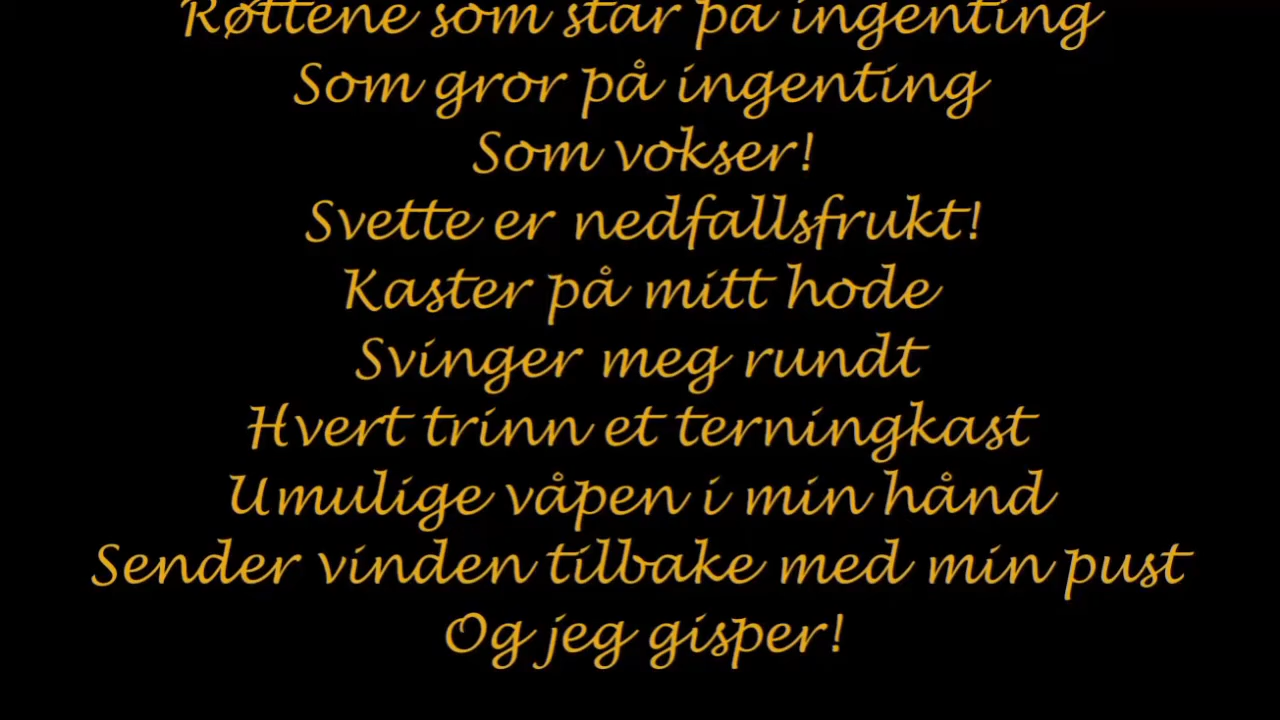 Røttene som står på ingenting
Som gror på ingenting
Som vokser!
Svette er nedfallsfrukt!
Kaster på mitt hode
Svinger meg rundt
Hvert trinn et terningkast
Umulige våpen i min hånd
Sender vinden tilbake med min pust
Og jeg gisper!